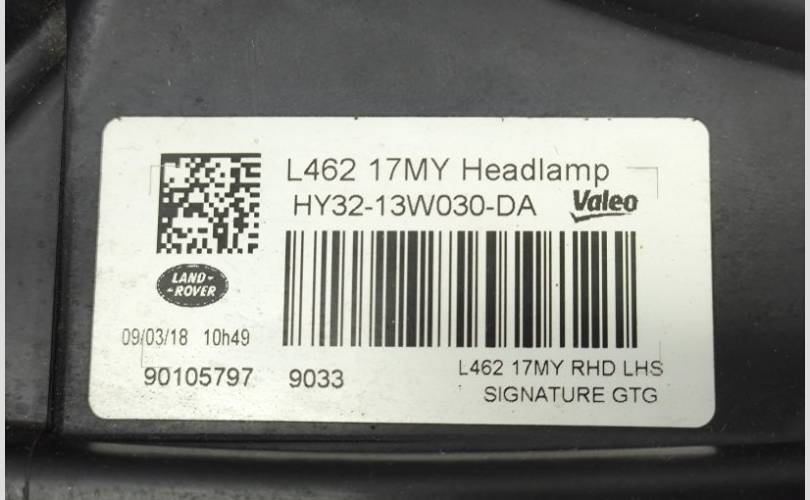 L462 17MY Headlamp
HY32-13W030-DA Valeo
LAND-
-ROVER
09/03/18 10h49
90105797 9033
L462 17MY RHD LHS
SIGNATURE GTG